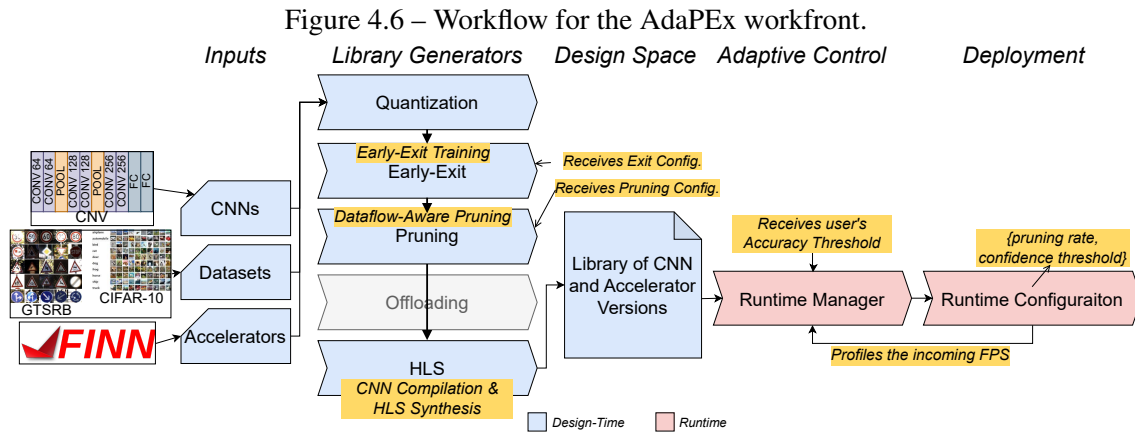 Figure 4.6 – Workflow for the AdaPEx workfront.
Inputs
Library Generators
Design Space
Adaptive Control
Deployment
CONV 64
CONV 64
POOL
CONV 128
CONV 128
POOL
CONV 256
CONV 256
FC
FC
CNV
GTSRB
CIFAR-10
FINN
CNNs
Datasets
Accelerators
Quantization
Early-Exit Training
Early-Exit
Receives Exit Config.
Receives Pruning Config.
Dataflow-Aware Pruning
Pruning
Offloading
HLS
CNN Compilation &
HLS Synthesis
Library of CNN
and Accelerator
Versions
Receives user's
Accuracy Threshold
Runtime Manager
{pruning rate,
confidence threshold}
Runtime Configuraiton
Profiles the incoming FPS
Design-Time
Runtime